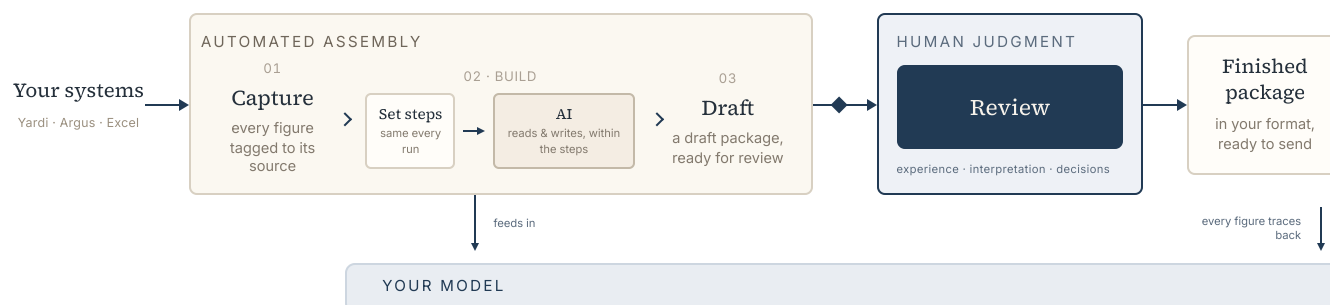 Your systems
Yardi · Argus · Excel
AUTOMATED ASSEMBLY
01
Capture
every figure
tagged to its
source
02 · BUILD
Set steps
same every
run
AI
reads & writes, within
the steps
03
Draft
a draft package,
ready for review
HUMAN JUDGMENT
Review
experience · interpretation · decisions
Finished
package
in your format,
ready to send
feeds in
every figure traces
back
YOUR MODEL